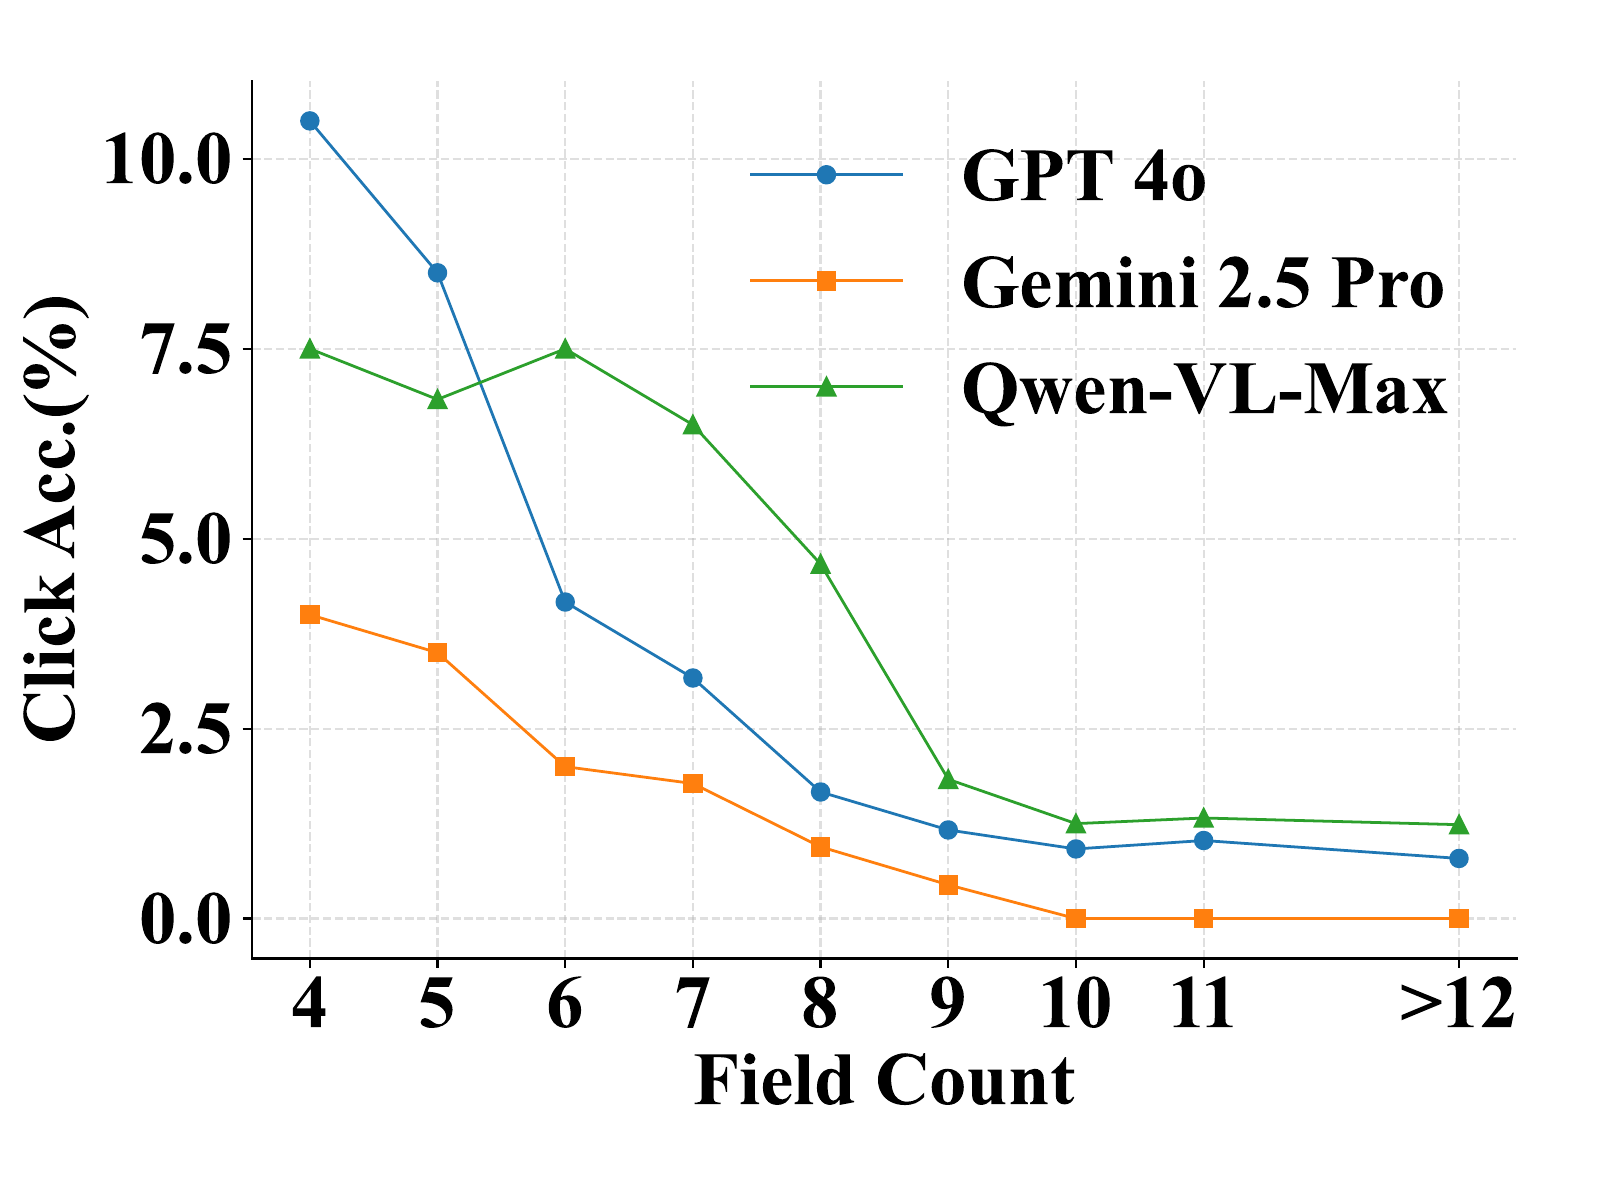 10.0
7.5
5.0
2.5
0.0
Click Acc.(%)
GPT 4o
Gemini 2.5 Pro
Qwen-VL-Max
4 5 6 7 8 9 10 11 >12
Field Count